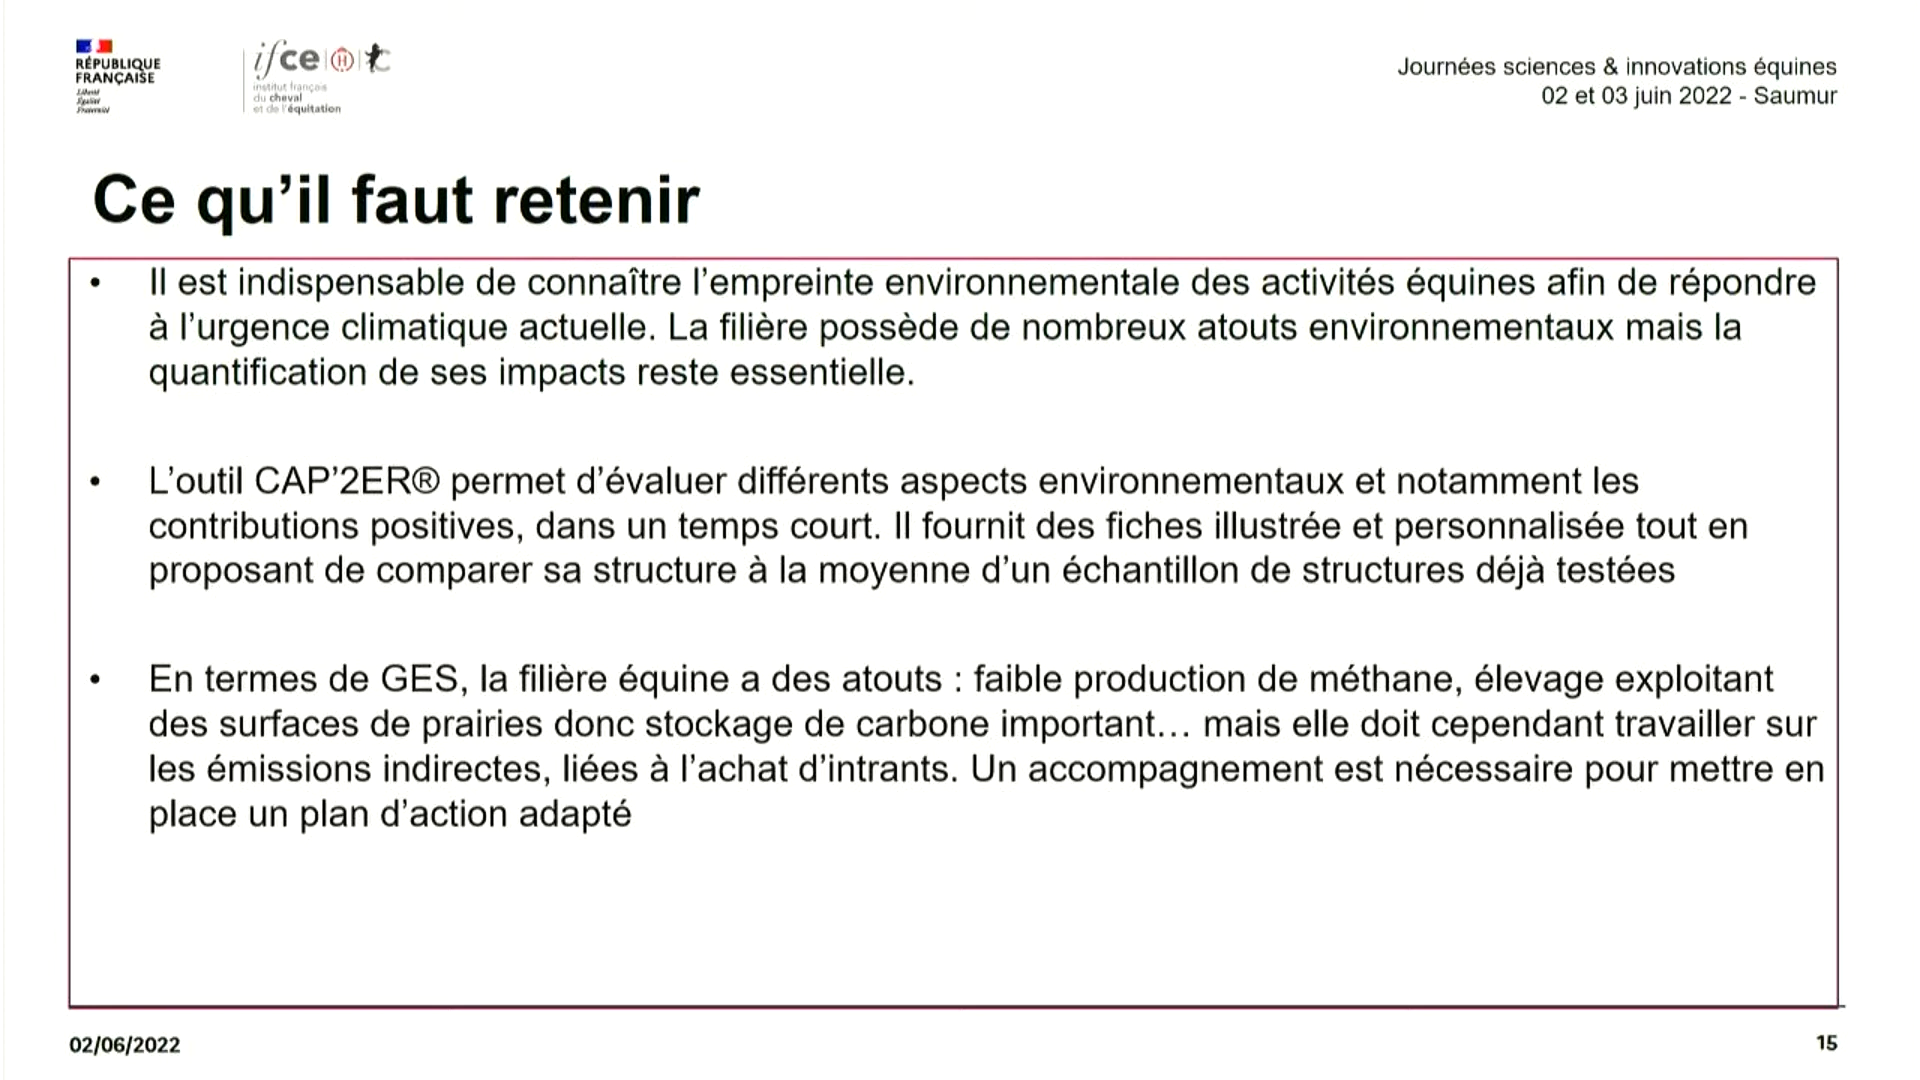 RÉPUBLIQUE
FRANÇAISE
Liberté
Égalité
Fraternité
ifce
institut français
du cheval
et de l'équitation
Journées sciences & innovations équines
02 et 03 juin 2022 - Saumur
Ce qu’il faut retenir
• Il est indispensable de connaître l’empreinte environnementale des activités équines afin de répondre
à l’urgence climatique actuelle. La filière possède de nombreux atouts environnementaux mais la
quantification de ses impacts reste essentielle.
• L’outil CAP’2ER® permet d’évaluer différents aspects environnementaux et notamment les
contributions positives, dans un temps court. Il fournit des fiches illustrée et personnalisée tout en
proposant de comparer sa structure à la moyenne d’un échantillon de structures déjà testées
• En termes de GES, la filière équine a des atouts : faible production de méthane, élevage exploitant
des surfaces de prairies donc stockage de carbone important… mais elle doit cependant travailler sur
les émissions indirectes, liées à l’achat d’intrants. Un accompagnement est nécessaire pour mettre en
place un plan d’action adapté
02/06/2022
15